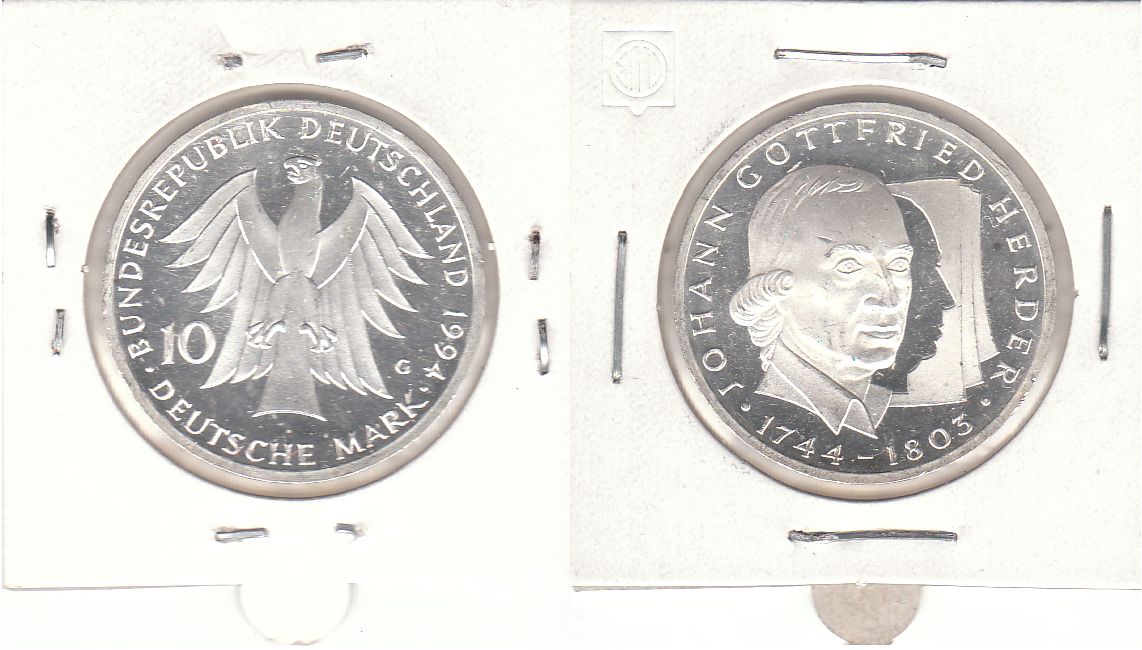 BUNDESREPUBLIK DEUTSCHLAND 1994
10
G
DEUTSCHE MARK
JOHANN GOTTFRIED HERDER
1744-1803